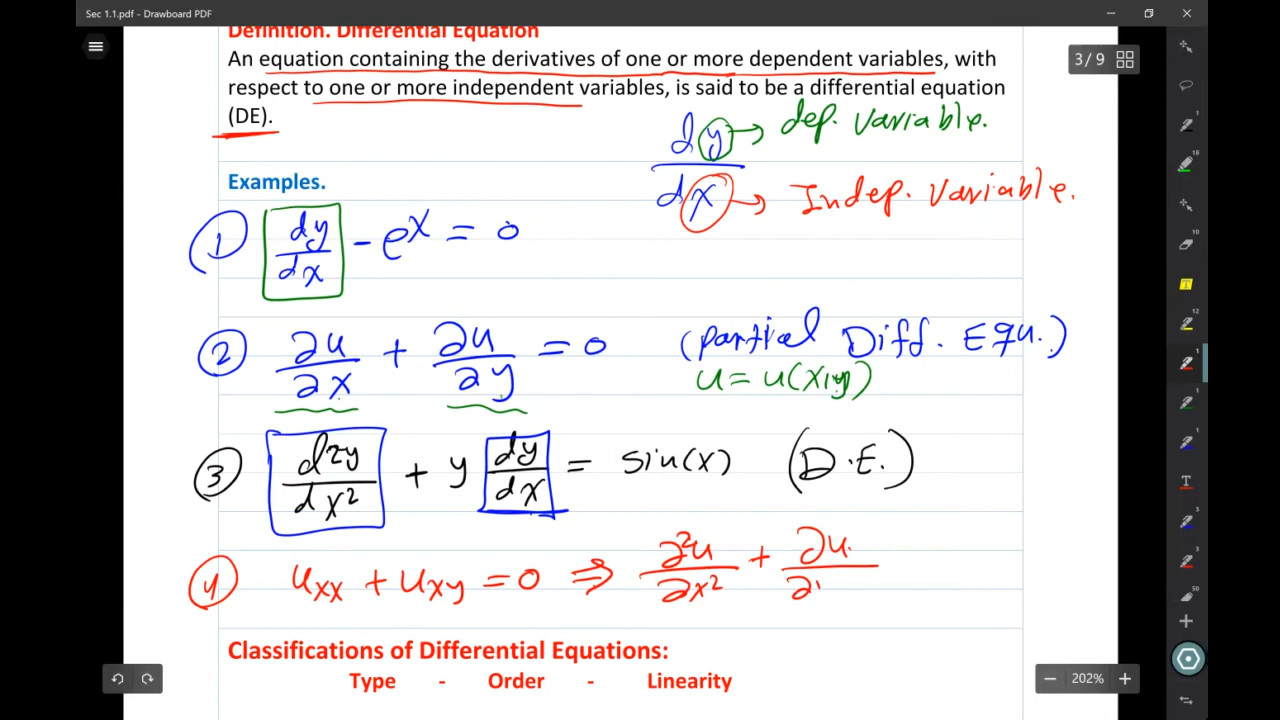 Sec 1.1.pdf - Drawboard PDF
Definition. Differential Equation
An equation containing the derivatives of one or more dependent variables, with
3 / 9
respect to one or more independent variables, is said to be a differential equation
(DE).
dy/dx
dep. variable.
Indep. variable.
Examples.
① dy/dx - e^x = 0
② ∂u/∂x + ∂u/∂y = 0 (Partial Diff. Equ.)
u = u(x,y)
③ d²y/dx² + y dy/dx = sin(x) (D.E.)
④ u_xx + u_xy = 0 ⇒ ∂²u/∂x² + ∂u/∂
Classifications of Differential Equations:
Type - Order - Linearity
202%